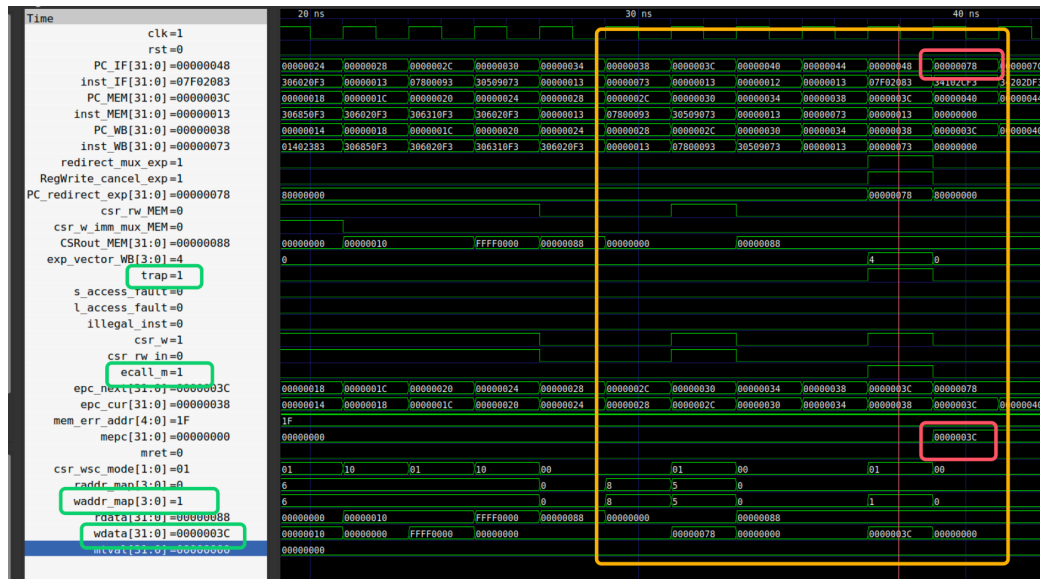 Time 20 ns 30 ns 40 ns
clk=1
rst=0
PC_IF[31:0]=00000048 00000024 00000028 0000002C 00000030 00000034 00000038 0000003C 00000040 00000044 00000048 00000078
inst_IF[31:0]=07F02083 306020F3 00000013 07800093 30509073 00000013 00000073 00000013 00000012 00000013 07F02083 34102CF3
PC_MEM[31:0]=0000003C 00000018 0000001C 00000020 00000024 00000028 0000002C 00000030 00000034 00000038 0000003C 00000040 00000044
inst_MEM[31:0]=00000013 306850F3 306020F3 306310F3 306020F3 00000013 07800093 30509073 00000013 00000073 00000013 00000000
PC_WB[31:0]=00000038 00000014 00000018 0000001C 00000020 00000024 00000028 0000002C 00000030 00000034 00000038 0000003C 00000040
inst_WB[31:0]=00000073 01402383 306850F3 306020F3 306310F3 306020F3 00000013 07800093 30509073 00000013 00000073 00000000
redirect_mux_exp=1
RegWrite_cancel_exp=1
PC_redirect_exp[31:0]=00000078 80000000 00000078 80000000
csr_rw_MEM=0
csr_w_imm_mux_MEM=0
CSRout_MEM[31:0]=00000088 00000000 00000010 FFFF0000 00000088 00000000 00000088
exp_vector_WB[3:0]=4 0 4 0
trap=1
s_access_fault=0
l_access_fault=0
illegal_inst=0
csr_w=1
csr_rw_in=0
ecall_m=1
epc_next[31:0]=0000003C 00000018 0000001C 00000020 00000024 00000028 0000002C 00000030 00000034 00000038 0000003C 00000078
epc_cur[31:0]=00000038 00000014 00000018 0000001C 00000020 00000024 00000028 0000002C 00000030 00000034 00000038 0000003C 00000040
mem_err_addr[4:0]=1F 1F
mepc[31:0]=00000000 00000000 0000003C
mret=0
csr_wsc_mode[1:0]=01 01 10 01 10 00 01 00 01 00
raddr_map[3:0]=0 6 0 8 5 0
waddr_map[3:0]=1 6 0 8 5 0 1 0
rdata[31:0]=00000088 00000000 00000010 FFFF0000 00000088 00000000 00000088
wdata[31:0]=0000003C 00000010 00000000 FFFF0000 00000000 00000078 00000000 0000003C 00000000
mtval[31:0]=00000000 00000000